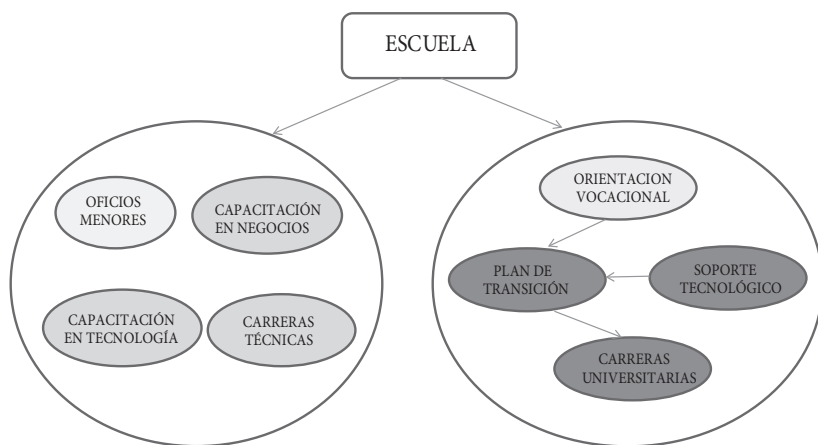 ESCUELA
OFICIOS
MENORES
CAPACITACIÓN
EN NEGOCIOS
CAPACITACIÓN
EN TECNOLOGÍA
CARRERAS
TÉCNICAS
ORIENTACION
VOCACIONAL
PLAN DE
TRANSICIÓN
SOPORTE
TECNOLÓGICO
CARRERAS
UNIVERSITARIAS